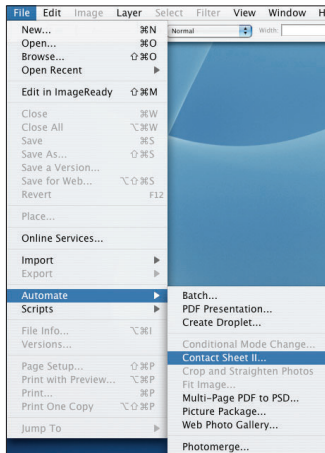 File Edit Image Layer Select Filter View Window H
Normal Width:
New... ⌘N
Open... ⌘O
Browse... ⇧⌘O
Open Recent ▶
Edit in ImageReady ⇧⌘M
Close ⌘W
Close All ⌥⌘W
Save ⌘S
Save As... ⇧⌘S
Save a Version...
Save for Web... ⌥⇧⌘S
Revert F12
Place...
Online Services...
Import ▶
Export ▶
Automate ▶
Scripts ▶
File Info... ⌥⌘I
Versions...
Page Setup... ⇧⌘P
Print with Preview... ⌥⌘P
Print... ⌘P
Print One Copy ⌥⇧⌘P
Jump To ▶
Batch...
PDF Presentation...
Create Droplet...
Conditional Mode Change...
Contact Sheet II...
Crop and Straighten Photos
Fit Image...
Multi-Page PDF to PSD...
Picture Package...
Web Photo Gallery...
Photomerge...